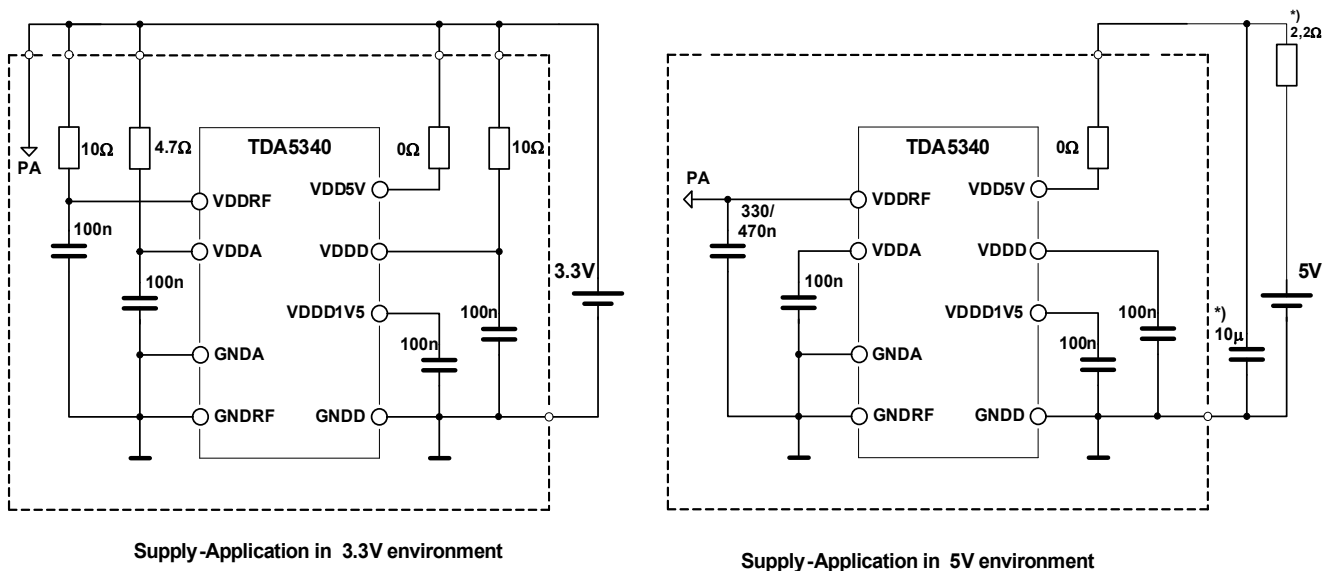 PA
10Ω
4.7Ω
TDA5340
0Ω
10Ω
VDD5V
VDDRF
100n
VDDA
VDDD
3.3V
100n
VDDD1V5
100n
100n
GNDA
GNDRF
GNDD
Supply-Application in 3.3V environment
*)
2,2Ω
TDA5340
0Ω
PA
VDD5V
VDDRF
330/
470n
VDDA
VDDD
5V
100n
VDDD1V5
100n
*)
10µ
100n
GNDA
GNDRF
GNDD
Supply-Application in 5V environment